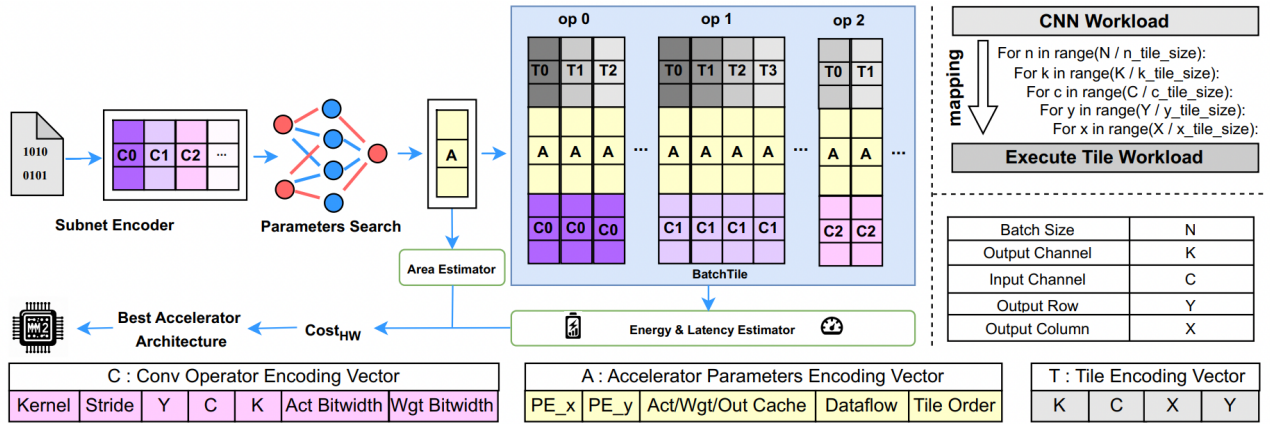 op 0
op 1
op 2
T0 T1 T2
T0 T1 T2 T3
T0 T1
1010
0101
C0 C1 C2 ...
A
A A A ...
A A A A ...
A A ...
C0 C0 C0
C1 C1 C1 C1
C2 C2
BatchTile
Subnet Encoder
Parameters Search
Area Estimator
Energy & Latency Estimator
Cost_HW
Best Accelerator
Architecture
CNN Workload
mapping
For n in range(N / n_tile_size):
For k in range(K / k_tile_size):
For c in range(C / c_tile_size):
For y in range(Y / y_tile_size):
For x in range(X / x_tile_size):
Execute Tile Workload
Batch Size N
Output Channel K
Input Channel C
Output Row Y
Output Column X
C : Conv Operator Encoding Vector
Kernel Stride Y C K Act Bitwidth Wgt Bitwidth
A : Accelerator Parameters Encoding Vector
PE_x PE_y Act/Wgt/Out Cache Dataflow Tile Order
T : Tile Encoding Vector
K C X Y